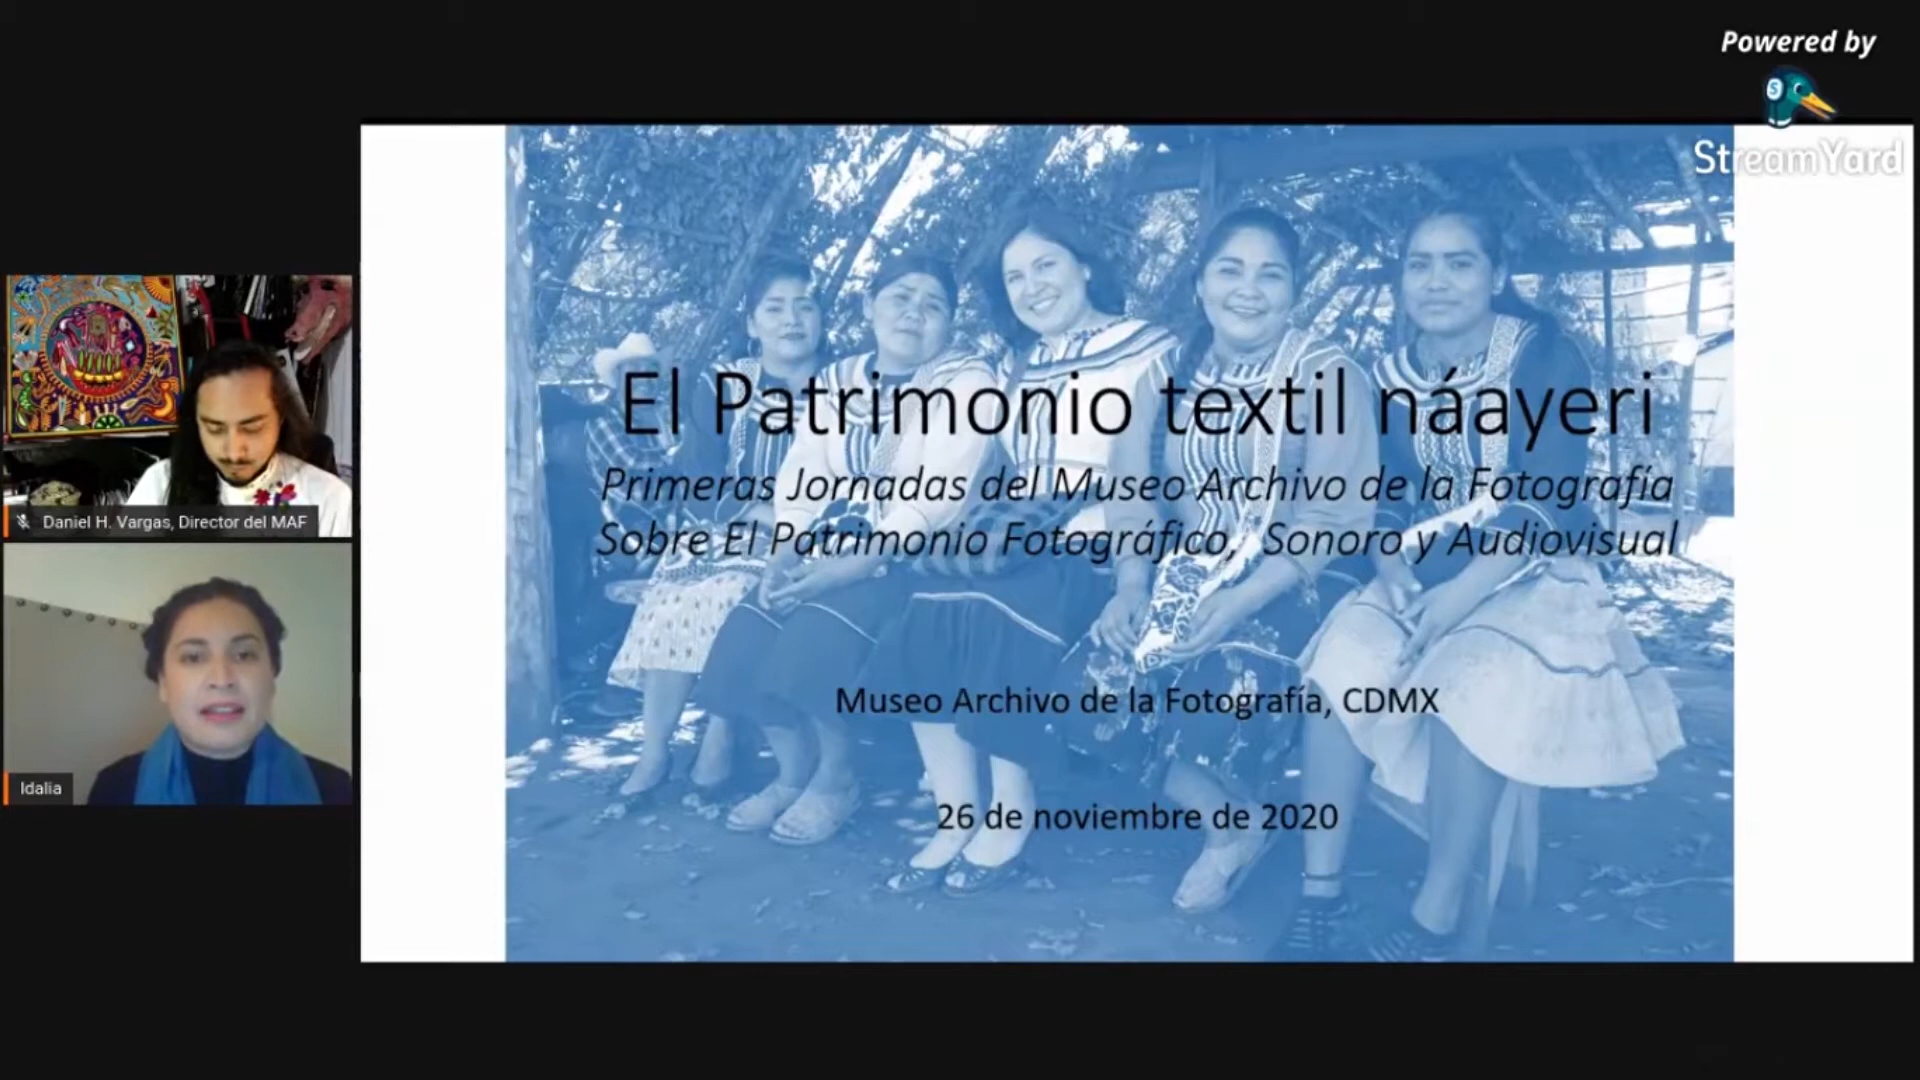 Powered by
StreamYard
El Patrimonio textil náayeri
Primeras Jornadas del Museo Archivo de la Fotografía
Sobre El Patrimonio Fotográfico, Sonoro y Audiovisual
Museo Archivo de la Fotografía, CDMX
26 de noviembre de 2020
Daniel H. Vargas, Director del MAF
Idalia